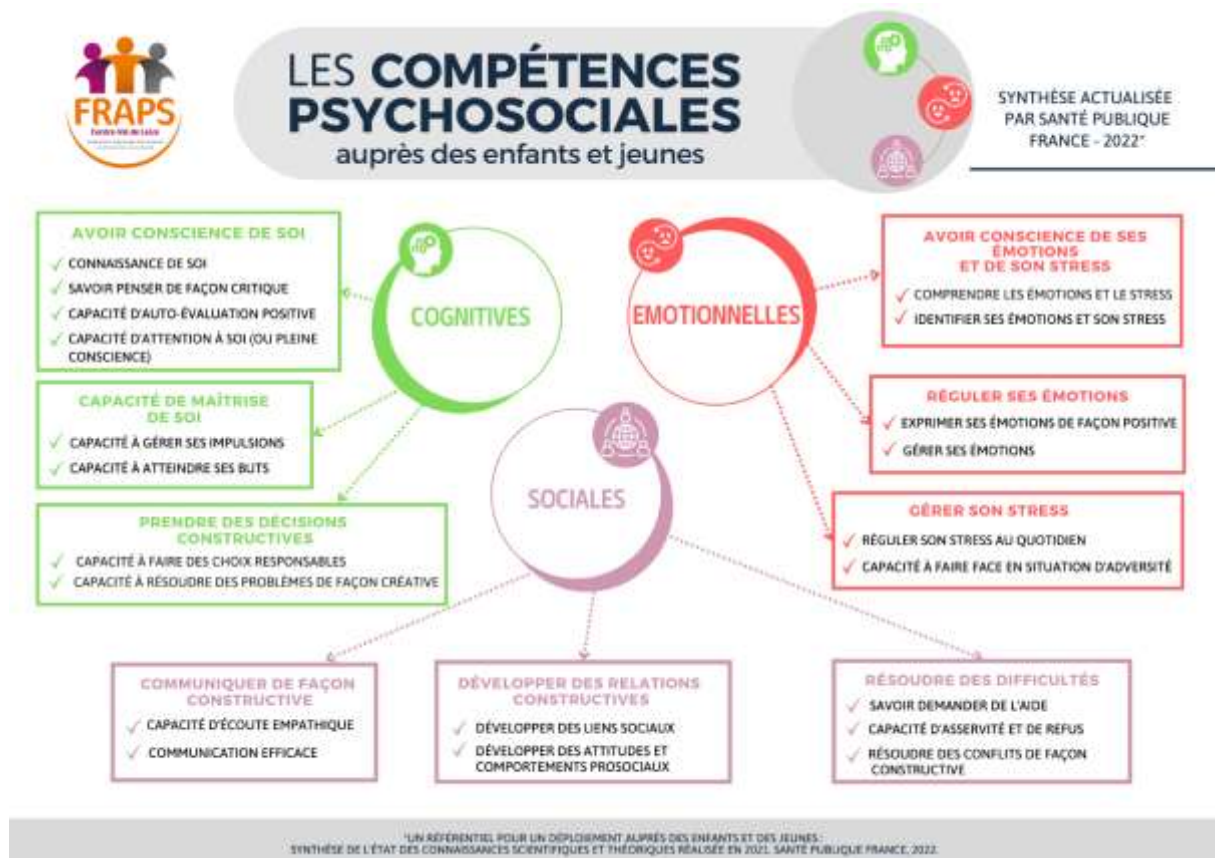 FRAPS
Centre-Val de Loire
LES COMPÉTENCES
PSYCHOSOCIALES
auprès des enfants et jeunes
SYNTHÈSE ACTUALISÉE
PAR SANTÉ PUBLIQUE
FRANCE - 2022*
AVOIR CONSCIENCE DE SOI
CONNAISSANCE DE SOI
SAVOIR PENSER DE FAÇON CRITIQUE
CAPACITÉ D'AUTO-ÉVALUATION POSITIVE
CAPACITÉ D'ATTENTION À SOI (OU PLEINE
CONSCIENCE)
CAPACITÉ DE MAÎTRISE
DE SOI
CAPACITÉ À GÉRER SES IMPULSIONS
CAPACITÉ À ATTEINDRE SES BUTS
PRENDRE DES DÉCISIONS
CONSTRUCTIVES
CAPACITÉ À FAIRE DES CHOIX RESPONSABLES
CAPACITÉ À RÉSOUDRE DES PROBLÈMES DE FAÇON CRÉATIVE
COGNITIVES
EMOTIONNELLES
AVOIR CONSCIENCE DE SES
ÉMOTIONS
ET DE SON STRESS
COMPRENDRE LES ÉMOTIONS ET LE STRESS
IDENTIFIER SES ÉMOTIONS ET SON STRESS
RÉGULER SES ÉMOTIONS
EXPRIMER SES ÉMOTIONS DE FAÇON POSITIVE
GÉRER SES ÉMOTIONS
GÉRER SON STRESS
RÉGULER SON STRESS AU QUOTIDIEN
CAPACITÉ À FAIRE FACE EN SITUATION D'ADVERSITÉ
SOCIALES
COMMUNIQUER DE FAÇON
CONSTRUCTIVE
CAPACITÉ D'ÉCOUTE EMPATHIQUE
COMMUNICATION EFFICACE
DÉVELOPPER DES RELATIONS
CONSTRUCTIVES
DÉVELOPPER DES LIENS SOCIAUX
DÉVELOPPER DES ATTITUDES ET
COMPORTEMENTS PROSOCIAUX
RÉSOUDRE DES DIFFICULTÉS
SAVOIR DEMANDER DE L'AIDE
CAPACITÉ D'ASSERVITÉ ET DE REFUS
RÉSOUDRE DES CONFLITS DE FAÇON
CONSTRUCTIVE
*UN RÉFÉRENTIEL POUR UN DÉPLOIEMENT AUPRÈS DES ENFANTS ET DES JEUNES :
SYNTHÈSE DE L'ÉTAT DES CONNAISSANCES SCIENTIFIQUES ET THÉORIQUES RÉALISÉE EN 2021. SANTÉ PUBLIQUE FRANCE, 2022.